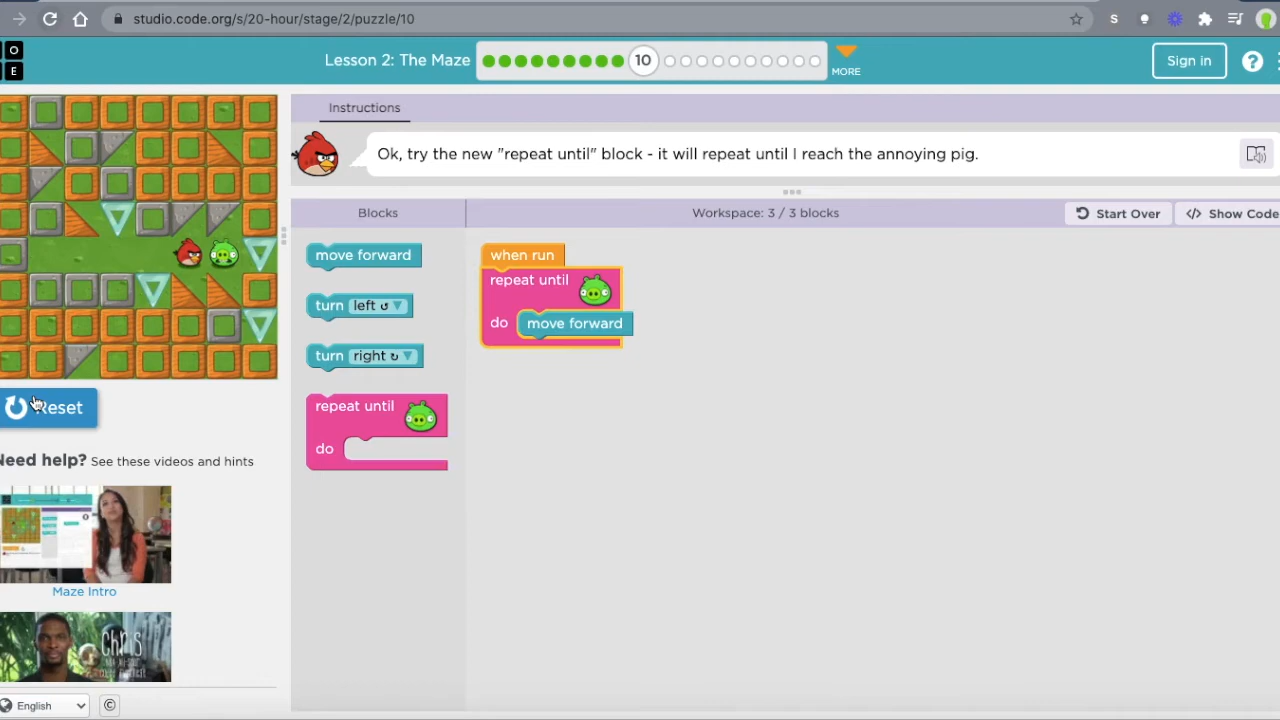 studio.code.org/s/20-hour/stage/2/puzzle/10
S
O
E
Lesson 2: The Maze
10
MORE
Sign in
?
Instructions
Ok, try the new "repeat until" block - it will repeat until I reach the annoying pig.
Blocks
Workspace: 3 / 3 blocks
Start Over
</> Show Code
move forward
turn left ↺
turn right ↻
repeat until
do
when run
repeat until
do move forward
Reset
Need help? See these videos and hints
Maze Intro
CHRIS
English
©